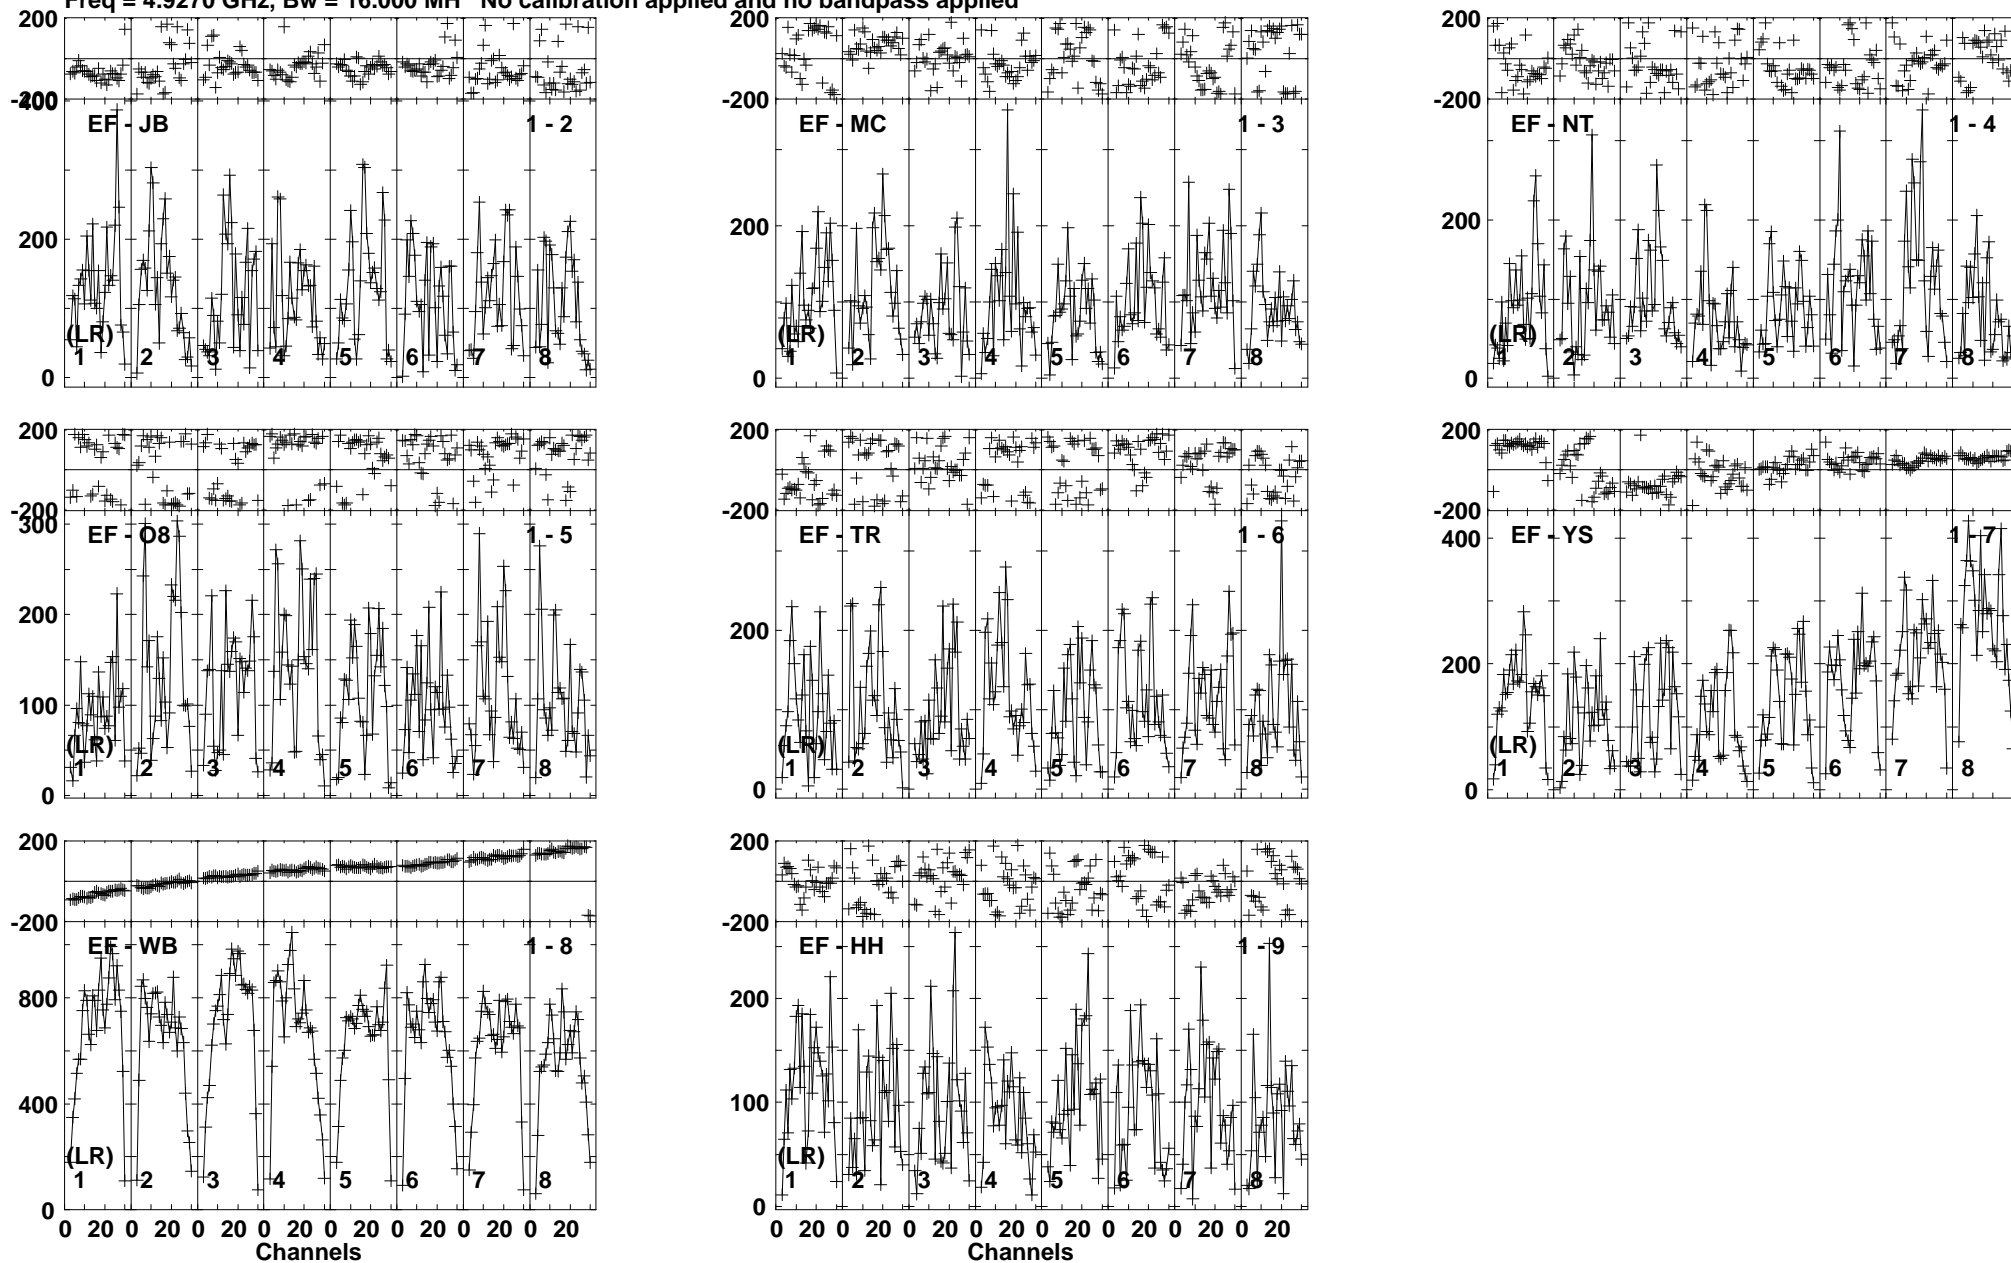 Freq = 4.9270 GHz, Bw = 16.000 MH No calibration applied and no bandpass applied
200 200 200
-200 -200 -200
400
EF - JB 1 - 2 EF - MC 1 - 3 EF - NT 1 - 4
200 200 200
(LR) (LR) (LR)
1 2 3 4 5 6 7 8 1 2 3 4 5 6 7 8 1 2 3 4 5 6 7 8
0 0 0
200 200 200
-200 -200 -200
300 400
EF - O8 1 - 5 EF - TR 1 - 6 EF - YS 1 - 7
200 200 200
100
(LR) (LR) (LR)
1 2 3 4 5 6 7 8 1 2 3 4 5 6 7 8 1 2 3 4 5 6 7 8
0 0 0
200 200
-200 -200
EF - WB 1 - 8 EF - HH 1 - 9
800 200
400 100
(LR) (LR)
1 2 3 4 5 6 7 8 1 2 3 4 5 6 7 8
0 0
0 20 0 20 0 20 0 20 0 20 0 20 0 20 0 20 0 20 0 20 0 20 0 20 0 20 0 20 0 20 0 20
Channels Channels